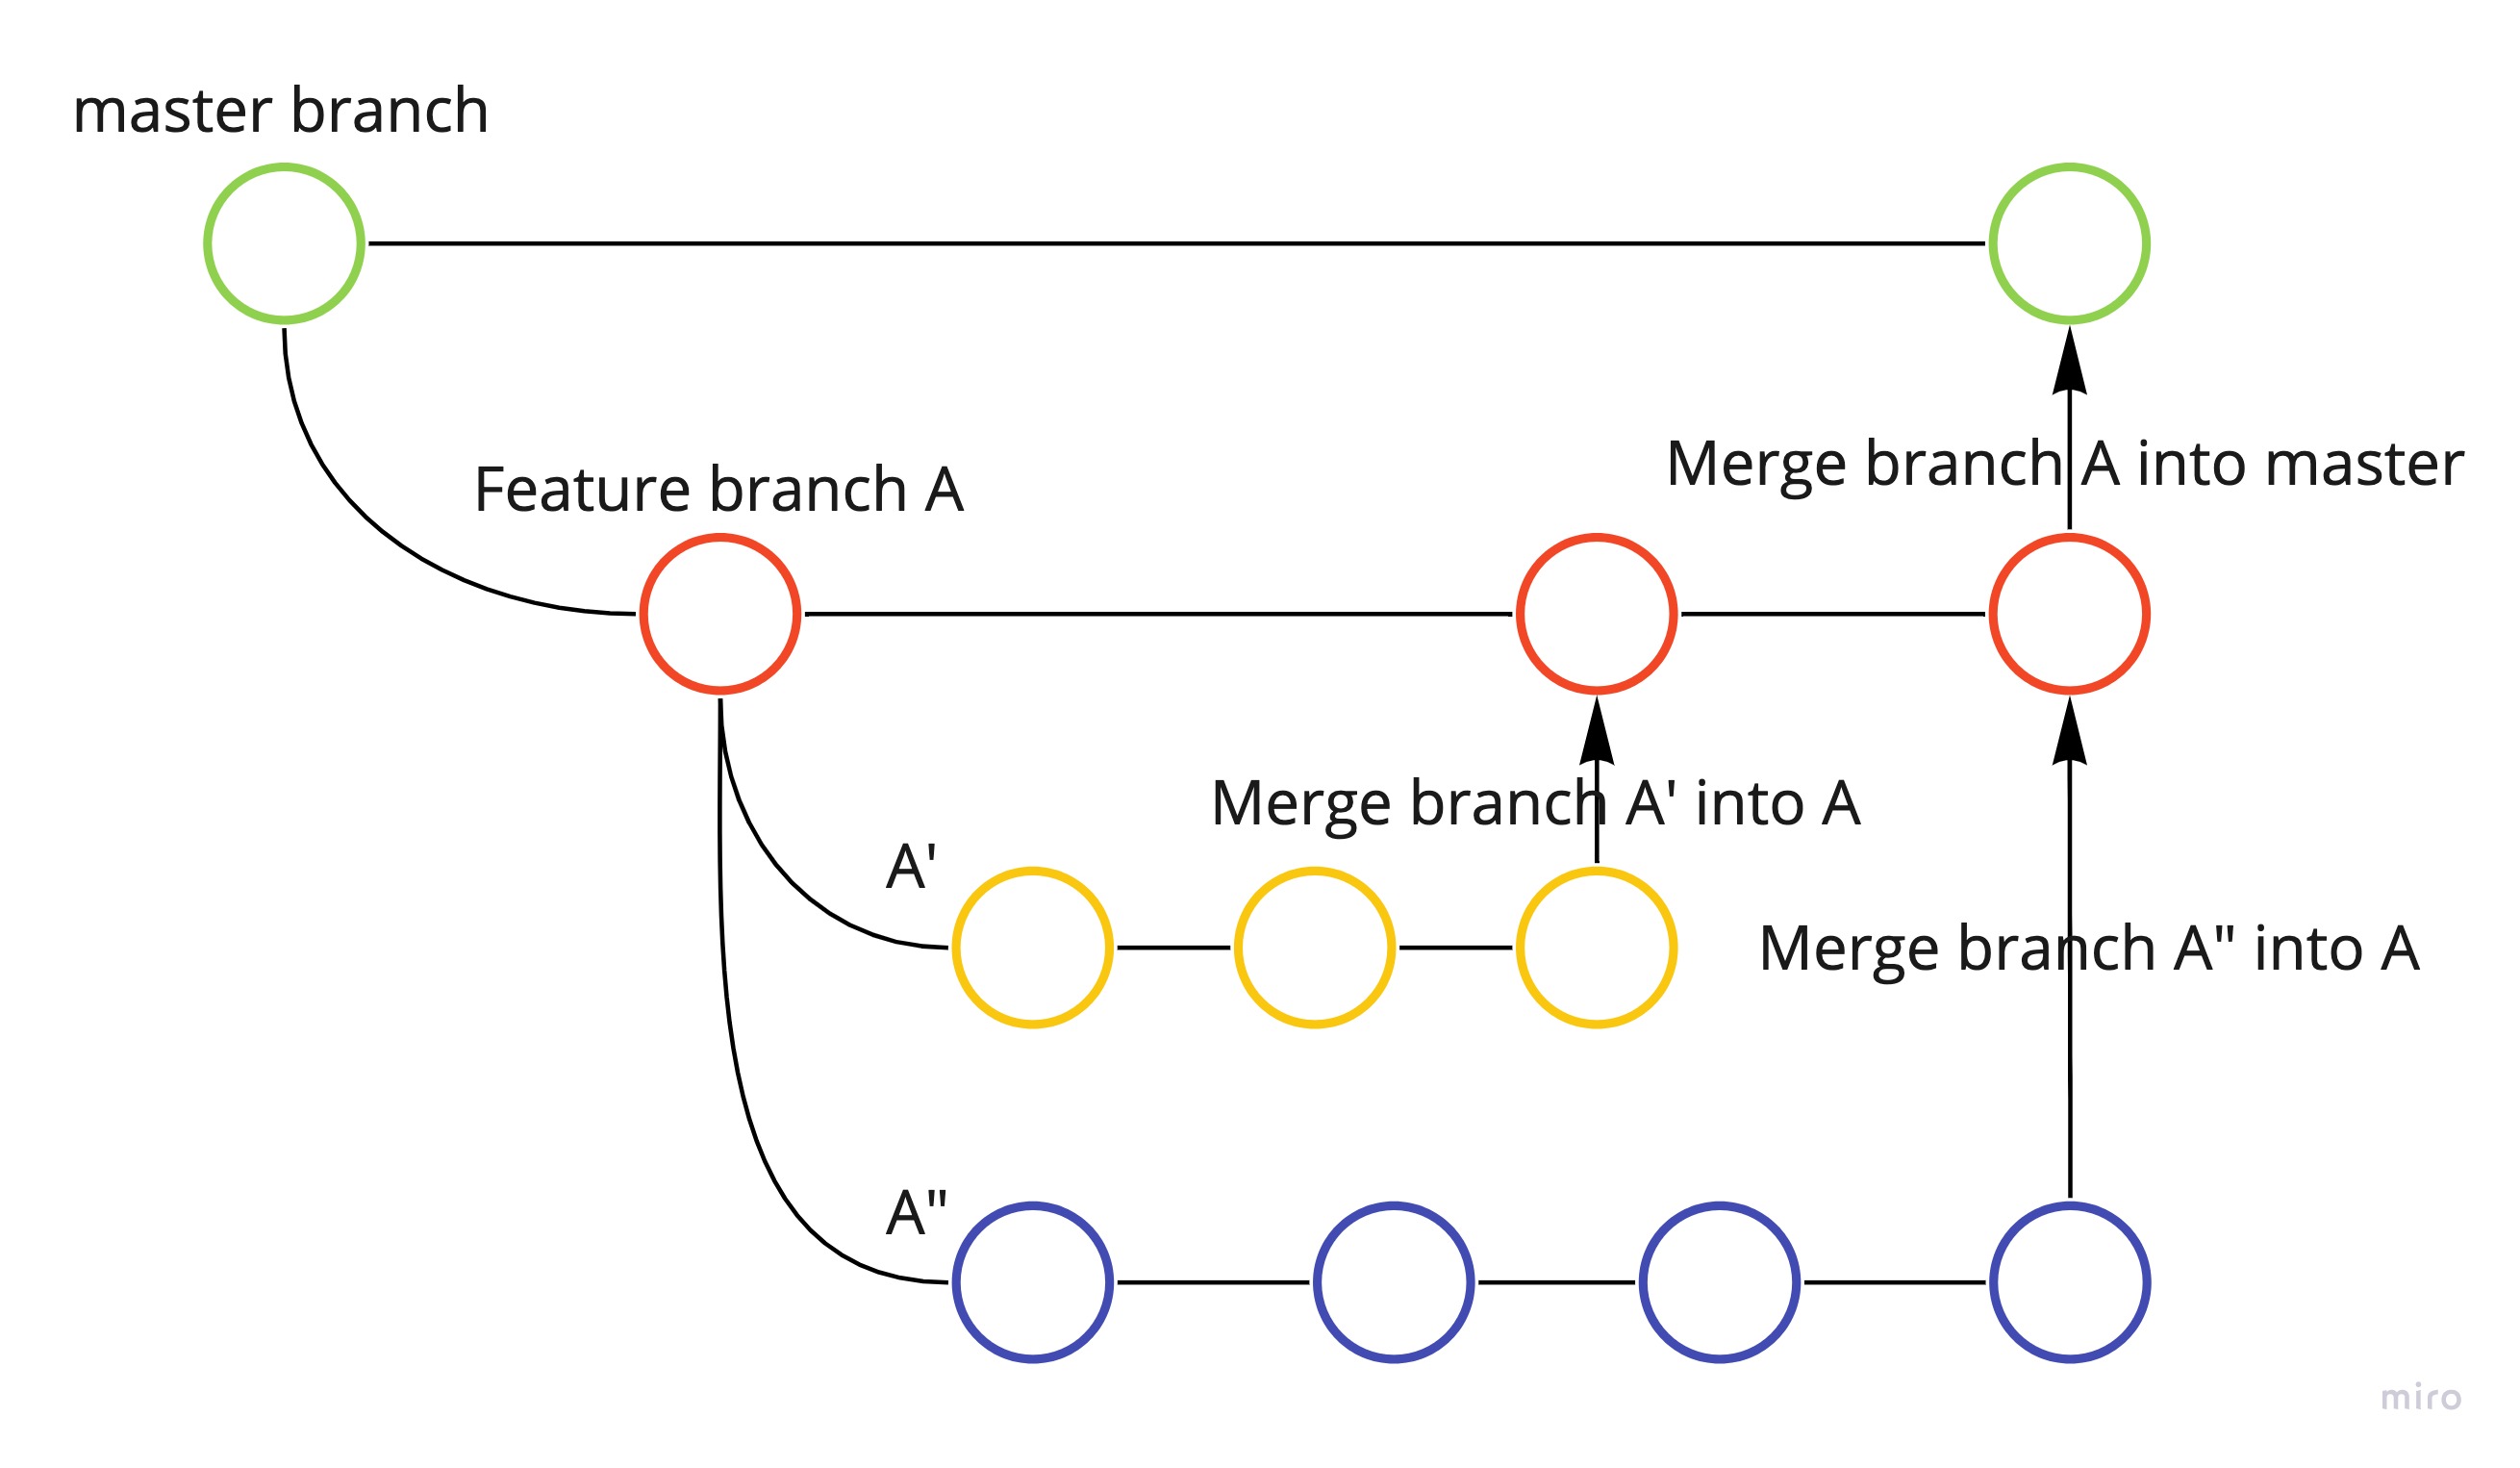 master branch
Feature branch A
Merge branch A into master
Merge branch A' into A
A'
Merge branch A" into A
A"
miro